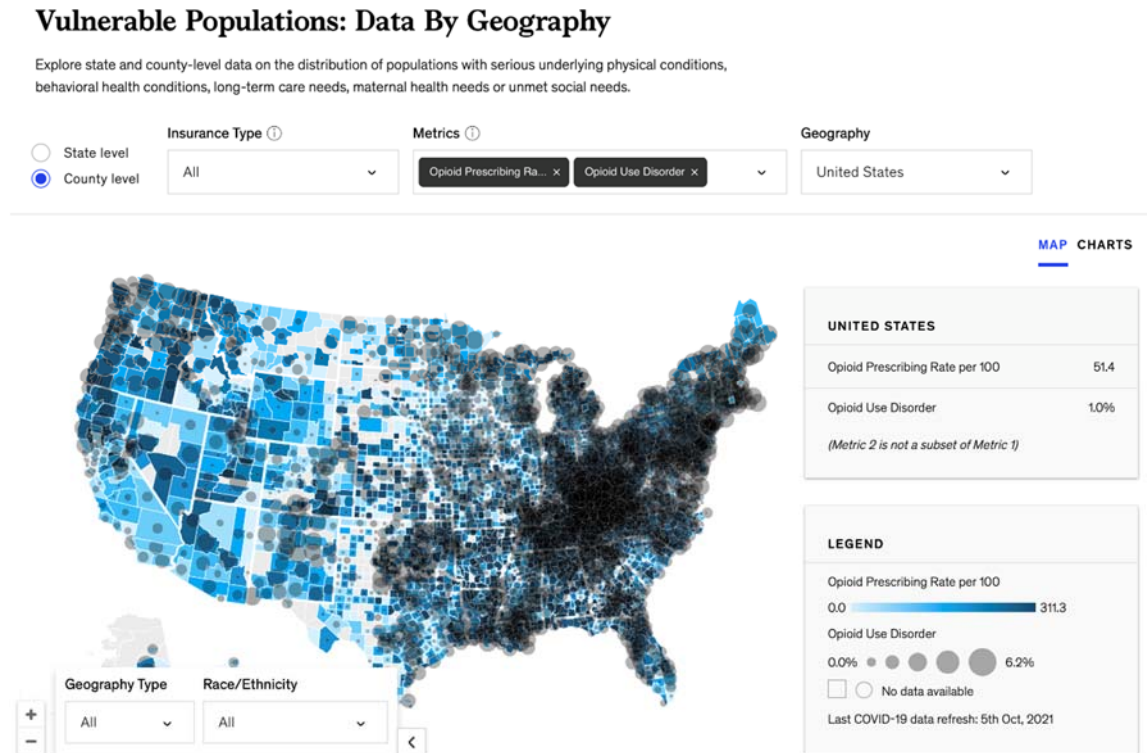 Vulnerable Populations: Data By Geography
Explore state and county-level data on the distribution of populations with serious underlying physical conditions,
behavioral health conditions, long-term care needs, maternal health needs or unmet social needs.
State level
County level
Insurance Type
All
Metrics
Opioid Prescribing Ra... ×
Opioid Use Disorder ×
Geography
United States
MAP CHARTS
UNITED STATES
Opioid Prescribing Rate per 100 51.4
Opioid Use Disorder 1.0%
(Metric 2 is not a subset of Metric 1)
LEGEND
Opioid Prescribing Rate per 100
0.0 311.3
Opioid Use Disorder
0.0% 6.2%
No data available
Last COVID-19 data refresh: 5th Oct, 2021
Geography Type
All
Race/Ethnicity
All
+
−